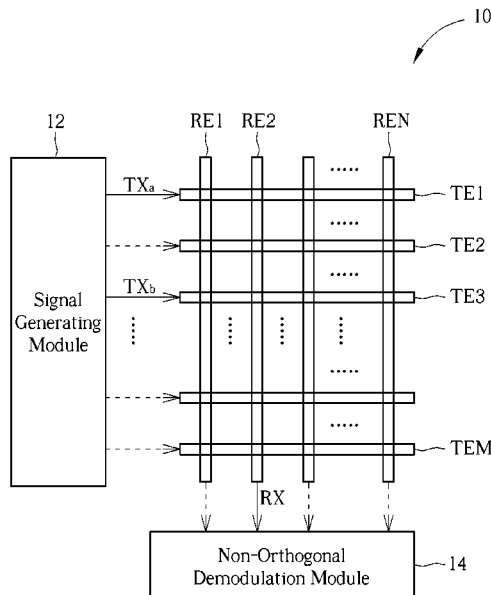 10
12
RE1 RE2 REN
TXa
TE1
TE2
TXb
TE3
Signal
Generating
Module
TEM
RX
Non-Orthogonal
Demodulation Module
14